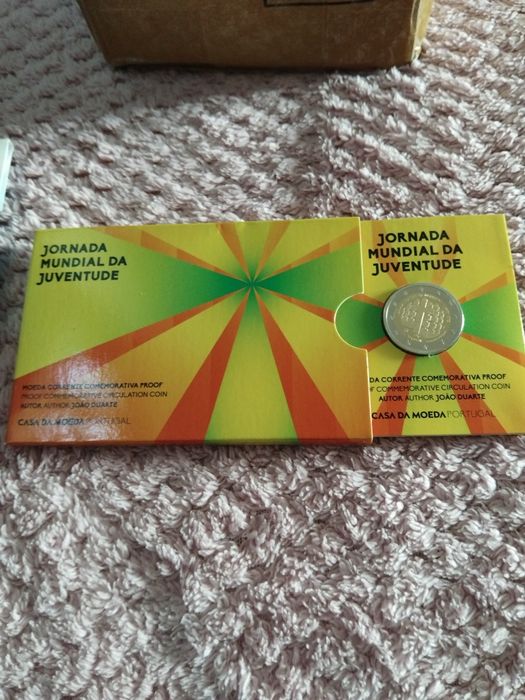 JORNADA
MUNDIAL DA
JUVENTUDE
MOEDA CORRENTE COMEMORATIVA PROOF
PROOF COMMEMORATIVE CIRCULATION COIN
AUTOR AUTHOR JOÃO DUARTE
CASA DA MOEDA PORTUGAL
JORNADA
MUNDIAL DA
JUVENTUDE
DA CORRENTE COMEMORATIVA PROOF
OF COMMEMORATIVE CIRCULATION COIN
AUTOR AUTHOR JOÃO DUARTE
CASA DA MOEDA PORTUGAL